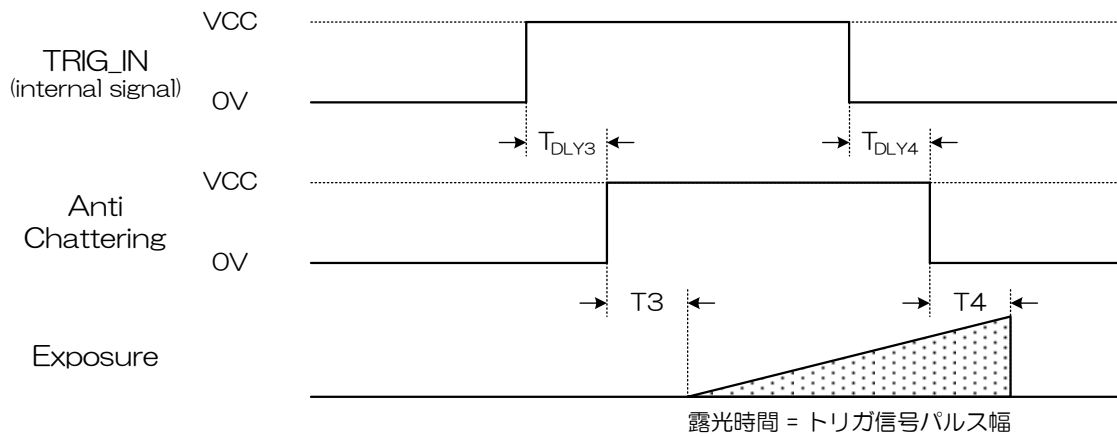 VCC
TRIG_IN
(internal signal)
0V
TDLY3
TDLY4
VCC
Anti
Chattering
0V
T3
T4
Exposure
露光時間 = トリガ信号パルス幅